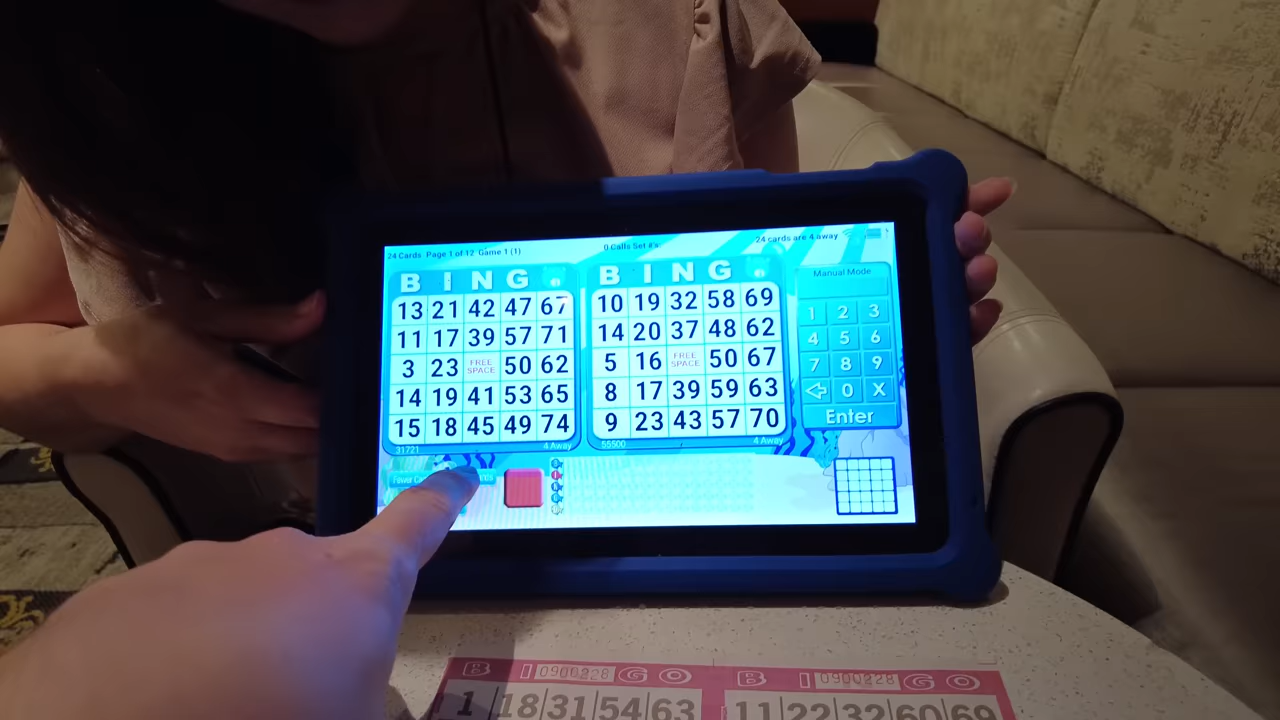 24 Cards Page 1 of 12 Game 1 (1)
0 Calls Set #'s:
24 cards are 4 away
B I N G
13 21 42 47 67
11 17 39 57 71
3 23 FREE SPACE 50 62
14 19 41 53 65
15 18 45 49 74
31721 4 Away
B I N G
10 19 32 58 69
14 20 37 48 62
5 16 FREE SPACE 50 67
8 17 39 59 63
9 23 43 57 70
55500 4 Away
Manual Mode
1 2 3
4 5 6
7 8 9
0 X
Enter
Fewer
B I 0900228 G O
1 18 31 54 63
B I 0900228 G O
11 22 32 60 69